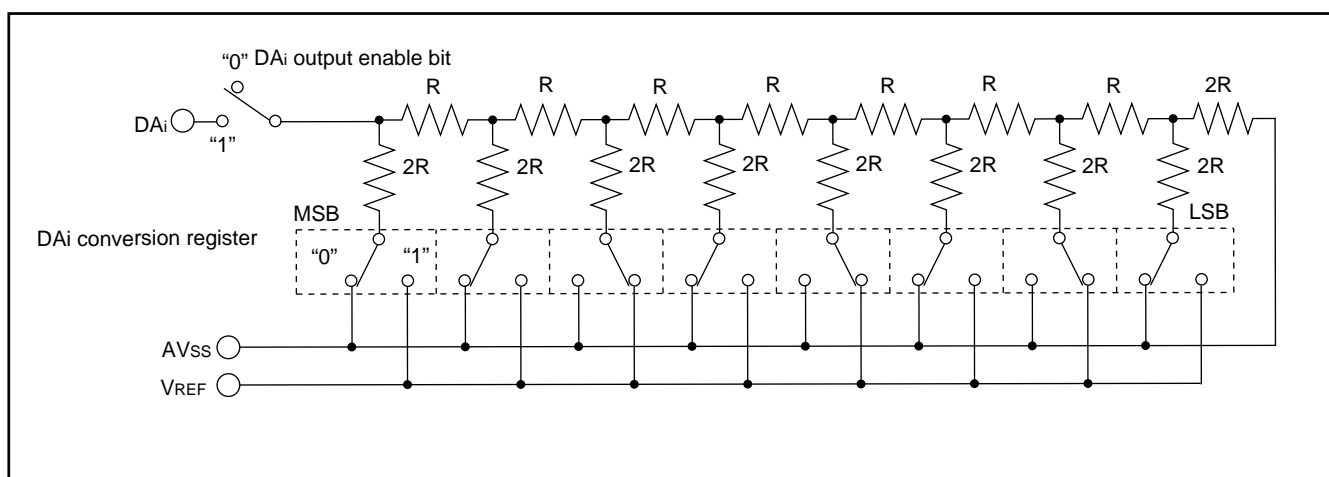 “0” DAi output enable bit
R R R R R R R 2R
DAi
“1”
2R 2R 2R 2R 2R 2R 2R 2R
MSB LSB
DAi conversion register
“0” “1”
AVSS
VREF